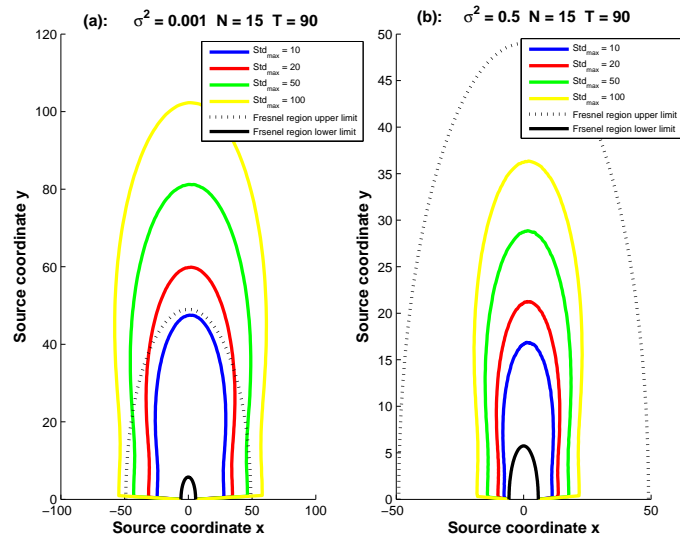 (a): σ² = 0.001 N = 15 T = 90
120
100
80
60
40
20
0
Source coordinate y
−100
−50
0
50
100
Source coordinate x
Std_max = 10
Std_max = 20
Std_max = 50
Std_max = 100
Fresnel region upper limit
Frsenel region lower limit
(b): σ² = 0.5 N = 15 T = 90
50
45
40
35
30
25
20
15
10
5
0
Source coordinate y
−50
0
50
Source coordinate x
Std_max = 10
Std_max = 20
Std_max = 50
Std_max = 100
Fresnel region upper limit
Frsenel region lower limit